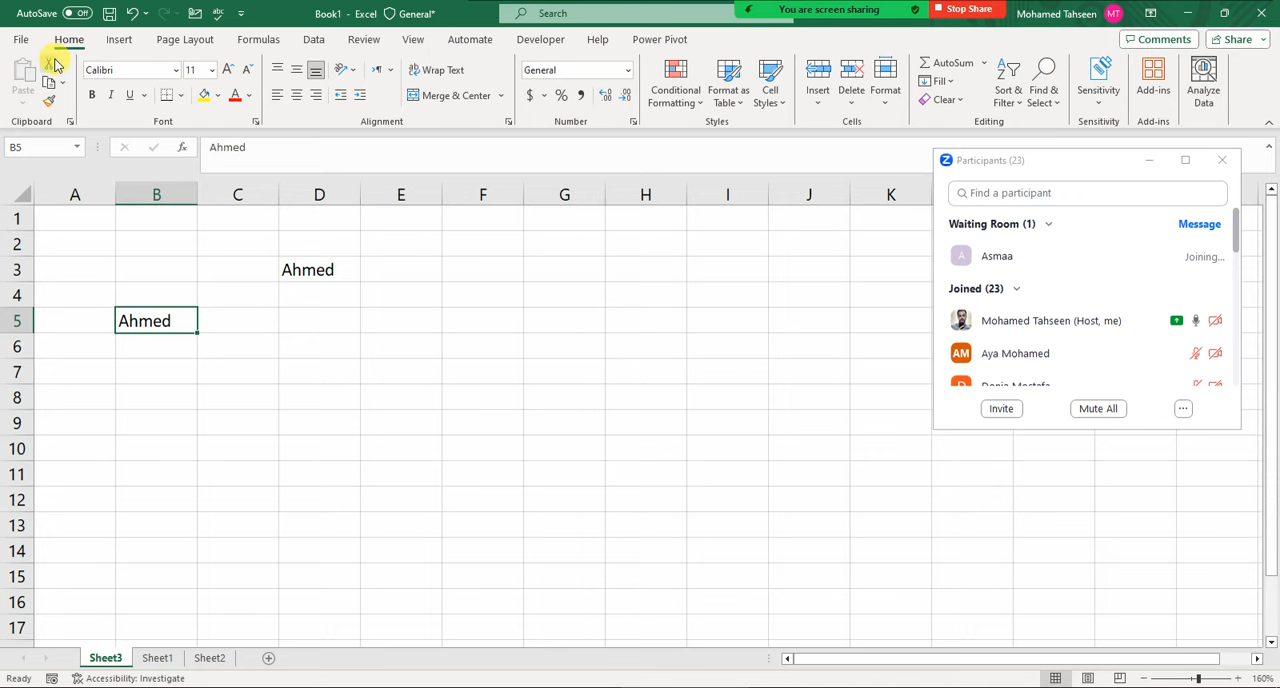 AutoSave Off Book1 - Excel General* Search You are screen sharing Stop Share Mohamed Tahseen MT
File Home Insert Page Layout Formulas Data Review View Automate Developer Help Power Pivot Comments Share
Paste Calibri 11 Wrap Text General AutoSum
Conditional Formatting Format as Table Cell Styles Insert Delete Format Fill Sort & Filter Find & Select Sensitivity Add-ins Analyze Data
B I U Merge & Center $ % Clear
Clipboard Font Alignment Number Styles Cells Editing Sensitivity Add-ins
B5 fx Ahmed
A B C D E F G H I J K
1
2
3 Ahmed
4
5 Ahmed
6
7
8
9
10
11
12
13
14
15
16
17
Participants (23)
Find a participant
Waiting Room (1) Message
A Asmaa Joining...
Joined (23)
Mohamed Tahseen (Host, me)
AM Aya Mohamed
D Donia Mostafa
Invite Mute All ...
Sheet3 Sheet1 Sheet2
Ready Accessibility: Investigate 160%